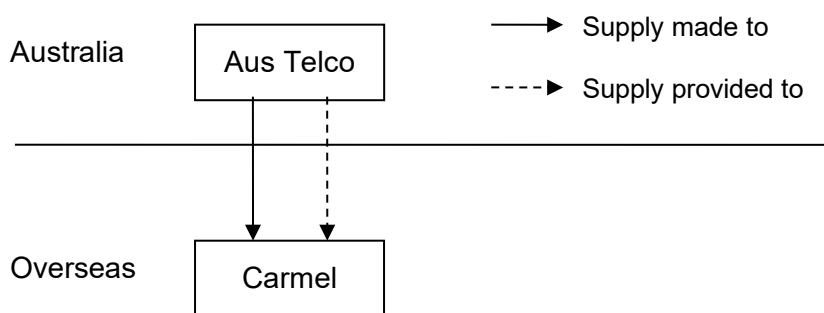 Australia
Aus Telco
Supply made to
Supply provided to
Overseas
Carmel